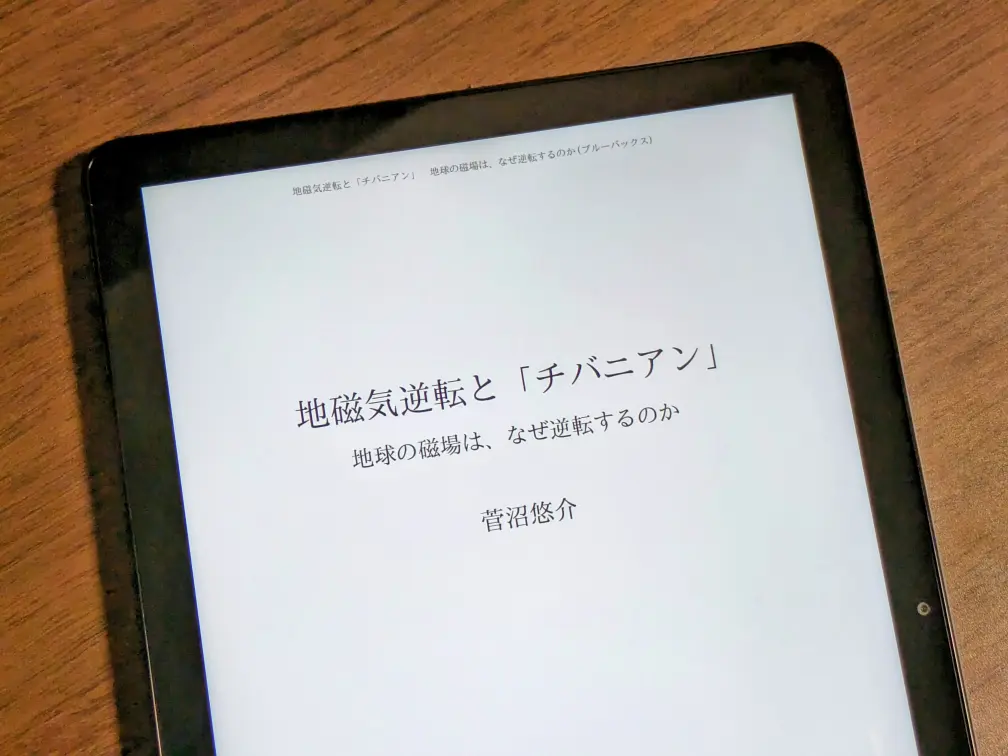 地磁気逆転と「チバニアン」　地球の磁場は、なぜ逆転するのか(ブルーバックス)
地磁気逆転と「チバニアン」
地球の磁場は、なぜ逆転するのか
菅沼悠介